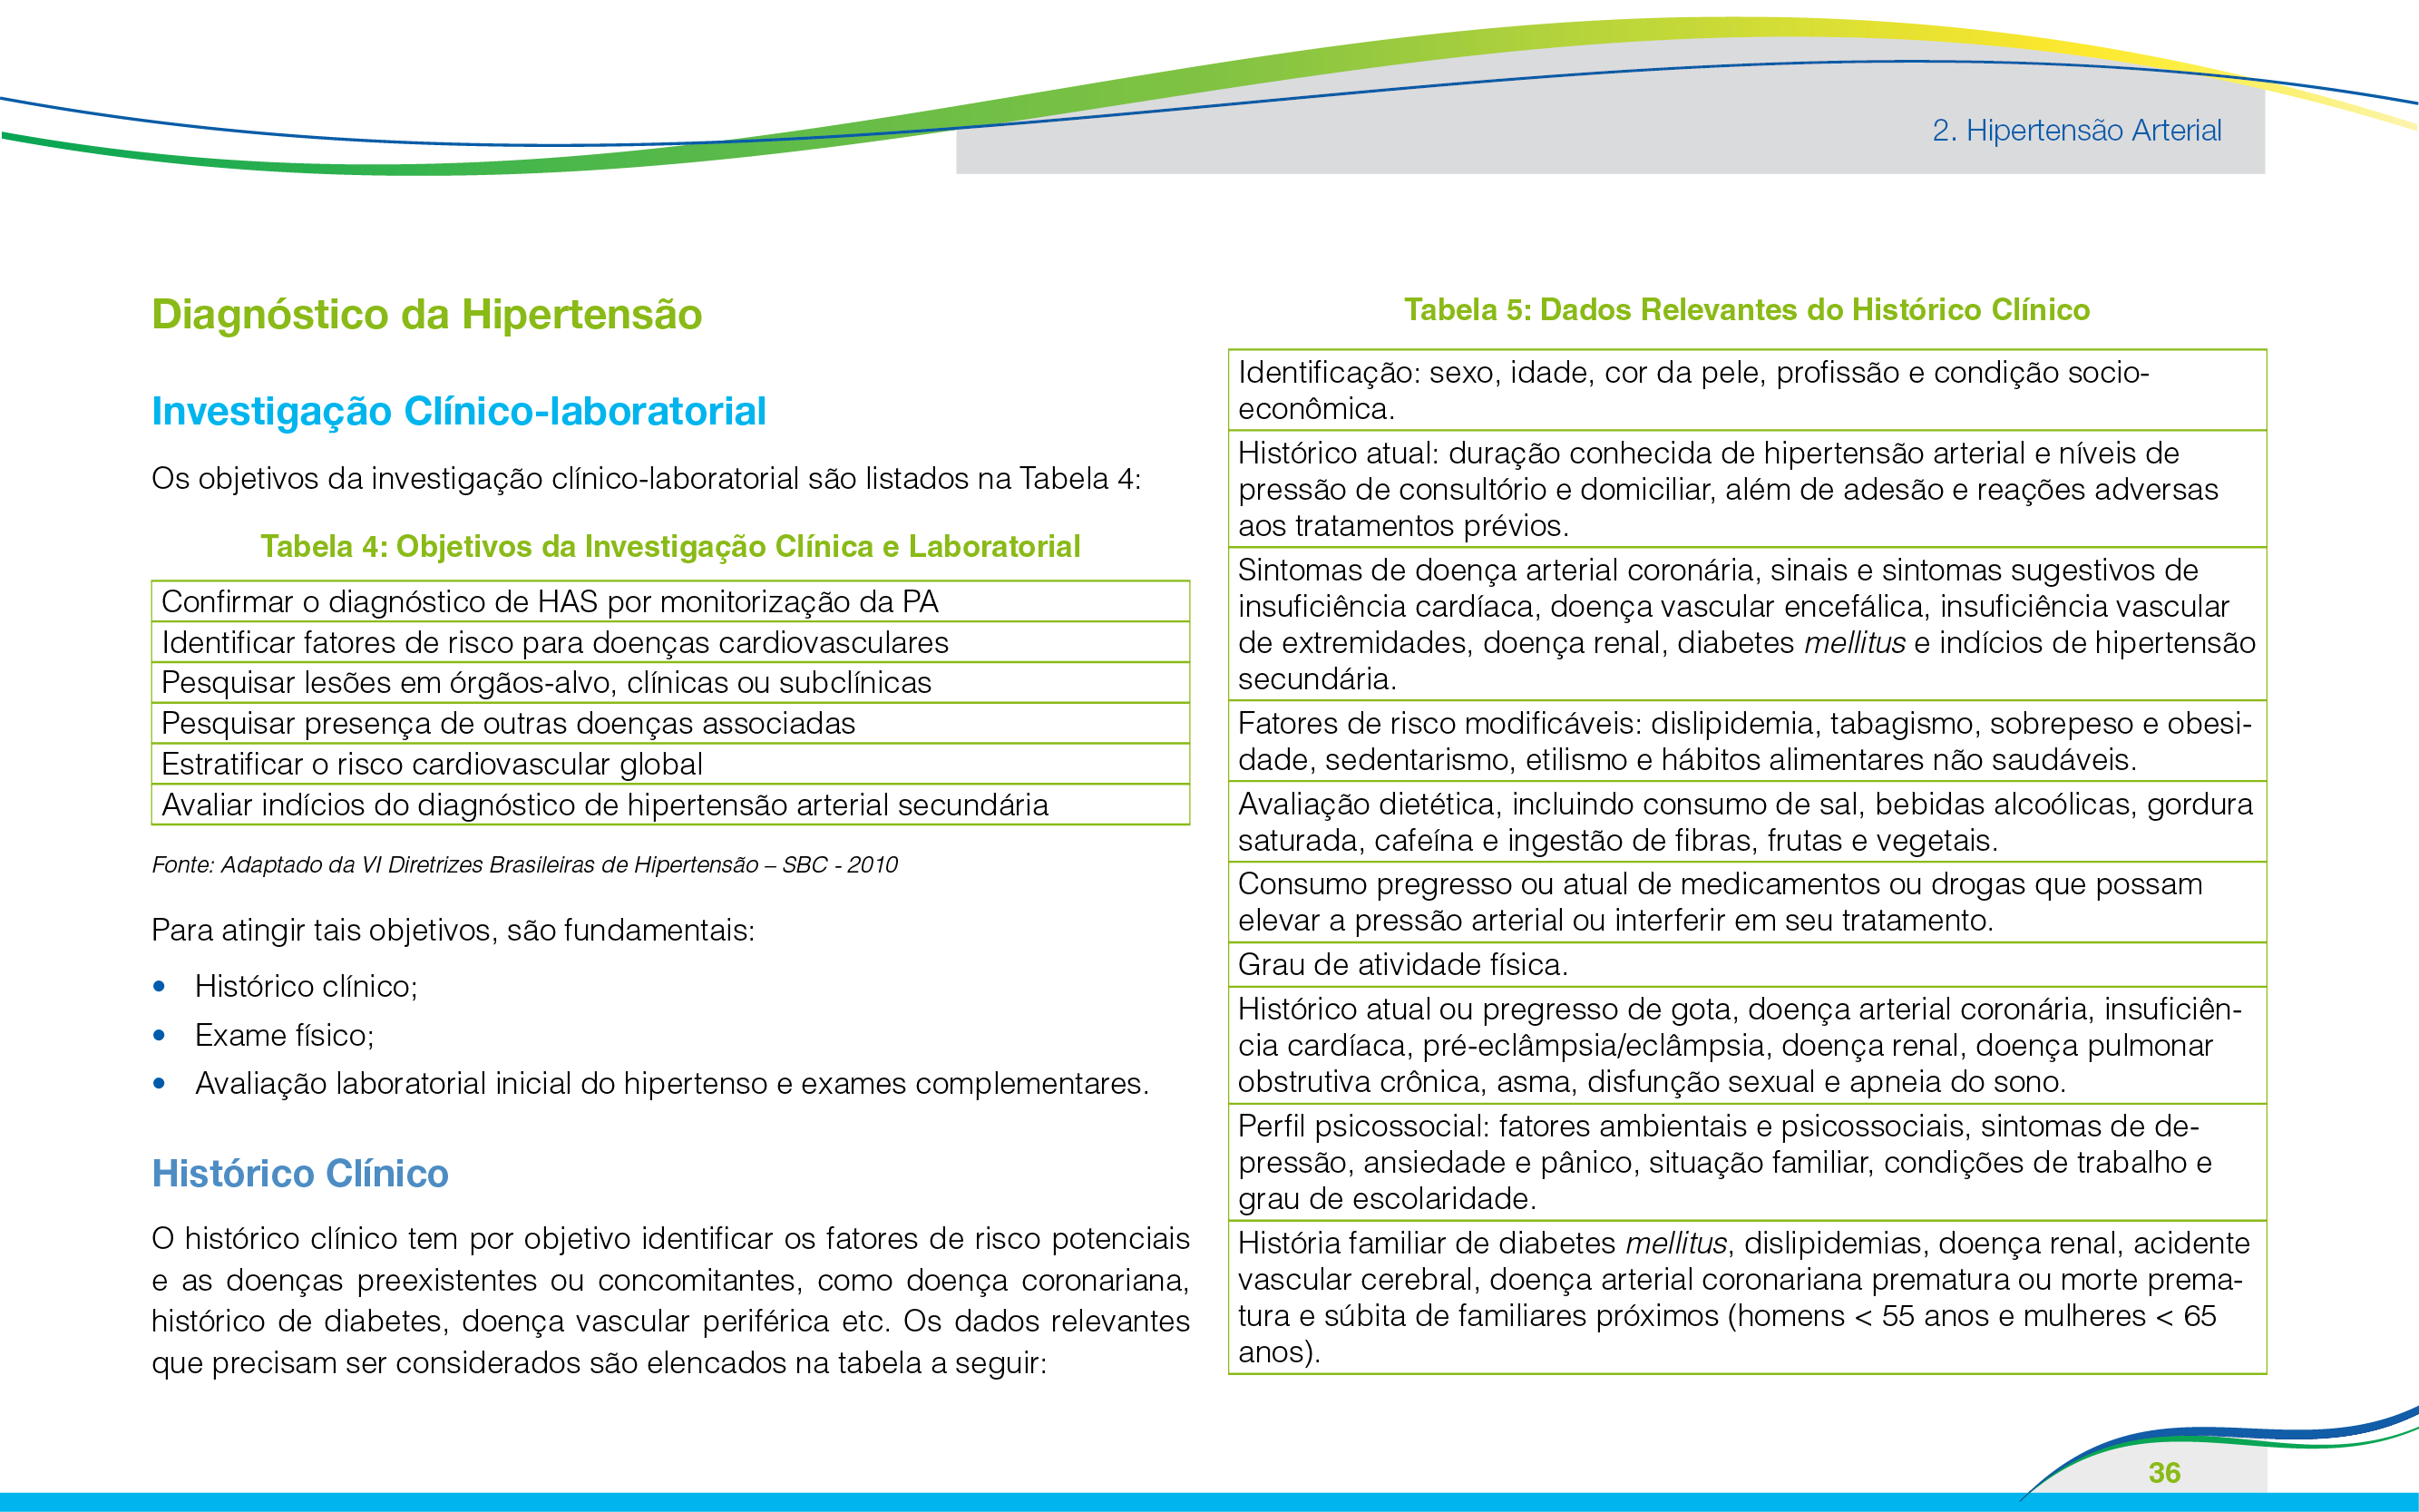 2. Hipertensão Arterial
Diagnóstico da Hipertensão
Investigação Clínico-laboratorial
Os objetivos da investigação clínico-laboratorial são listados na Tabela 4:
Tabela 4: Objetivos da Investigação Clínica e Laboratorial
Confirmar o diagnóstico de HAS por monitorização da PA
Identificar fatores de risco para doenças cardiovasculares
Pesquisar lesões em órgãos-alvo, clínicas ou subclínicas
Pesquisar presença de outras doenças associadas
Estratificar o risco cardiovascular global
Avaliar indícios do diagnóstico de hipertensão arterial secundária
Fonte: Adaptado da VI Diretrizes Brasileiras de Hipertensão – SBC - 2010
Para atingir tais objetivos, são fundamentais:
• Histórico clínico;
• Exame físico;
• Avaliação laboratorial inicial do hipertenso e exames complementares.
Histórico Clínico
O histórico clínico tem por objetivo identificar os fatores de risco potenciais
e as doenças preexistentes ou concomitantes, como doença coronariana,
histórico de diabetes, doença vascular periférica etc. Os dados relevantes
que precisam ser considerados são elencados na tabela a seguir:
Tabela 5: Dados Relevantes do Histórico Clínico
Identificação: sexo, idade, cor da pele, profissão e condição socio-
econômica.
Histórico atual: duração conhecida de hipertensão arterial e níveis de
pressão de consultório e domiciliar, além de adesão e reações adversas
aos tratamentos prévios.
Sintomas de doença arterial coronária, sinais e sintomas sugestivos de
insuficiência cardíaca, doença vascular encefálica, insuficiência vascular
de extremidades, doença renal, diabetes mellitus e indícios de hipertensão
secundária.
Fatores de risco modificáveis: dislipidemia, tabagismo, sobrepeso e obesi-
dade, sedentarismo, etilismo e hábitos alimentares não saudáveis.
Avaliação dietética, incluindo consumo de sal, bebidas alcoólicas, gordura
saturada, cafeína e ingestão de fibras, frutas e vegetais.
Consumo pregresso ou atual de medicamentos ou drogas que possam
elevar a pressão arterial ou interferir em seu tratamento.
Grau de atividade física.
Histórico atual ou pregresso de gota, doença arterial coronária, insuficiên-
cia cardíaca, pré-eclâmpsia/eclâmpsia, doença renal, doença pulmonar
obstrutiva crônica, asma, disfunção sexual e apneia do sono.
Perfil psicossocial: fatores ambientais e psicossociais, sintomas de de-
pressão, ansiedade e pânico, situação familiar, condições de trabalho e
grau de escolaridade.
História familiar de diabetes mellitus, dislipidemias, doença renal, acidente
vascular cerebral, doença arterial coronariana prematura ou morte prema-
tura e súbita de familiares próximos (homens < 55 anos e mulheres < 65
anos).
36